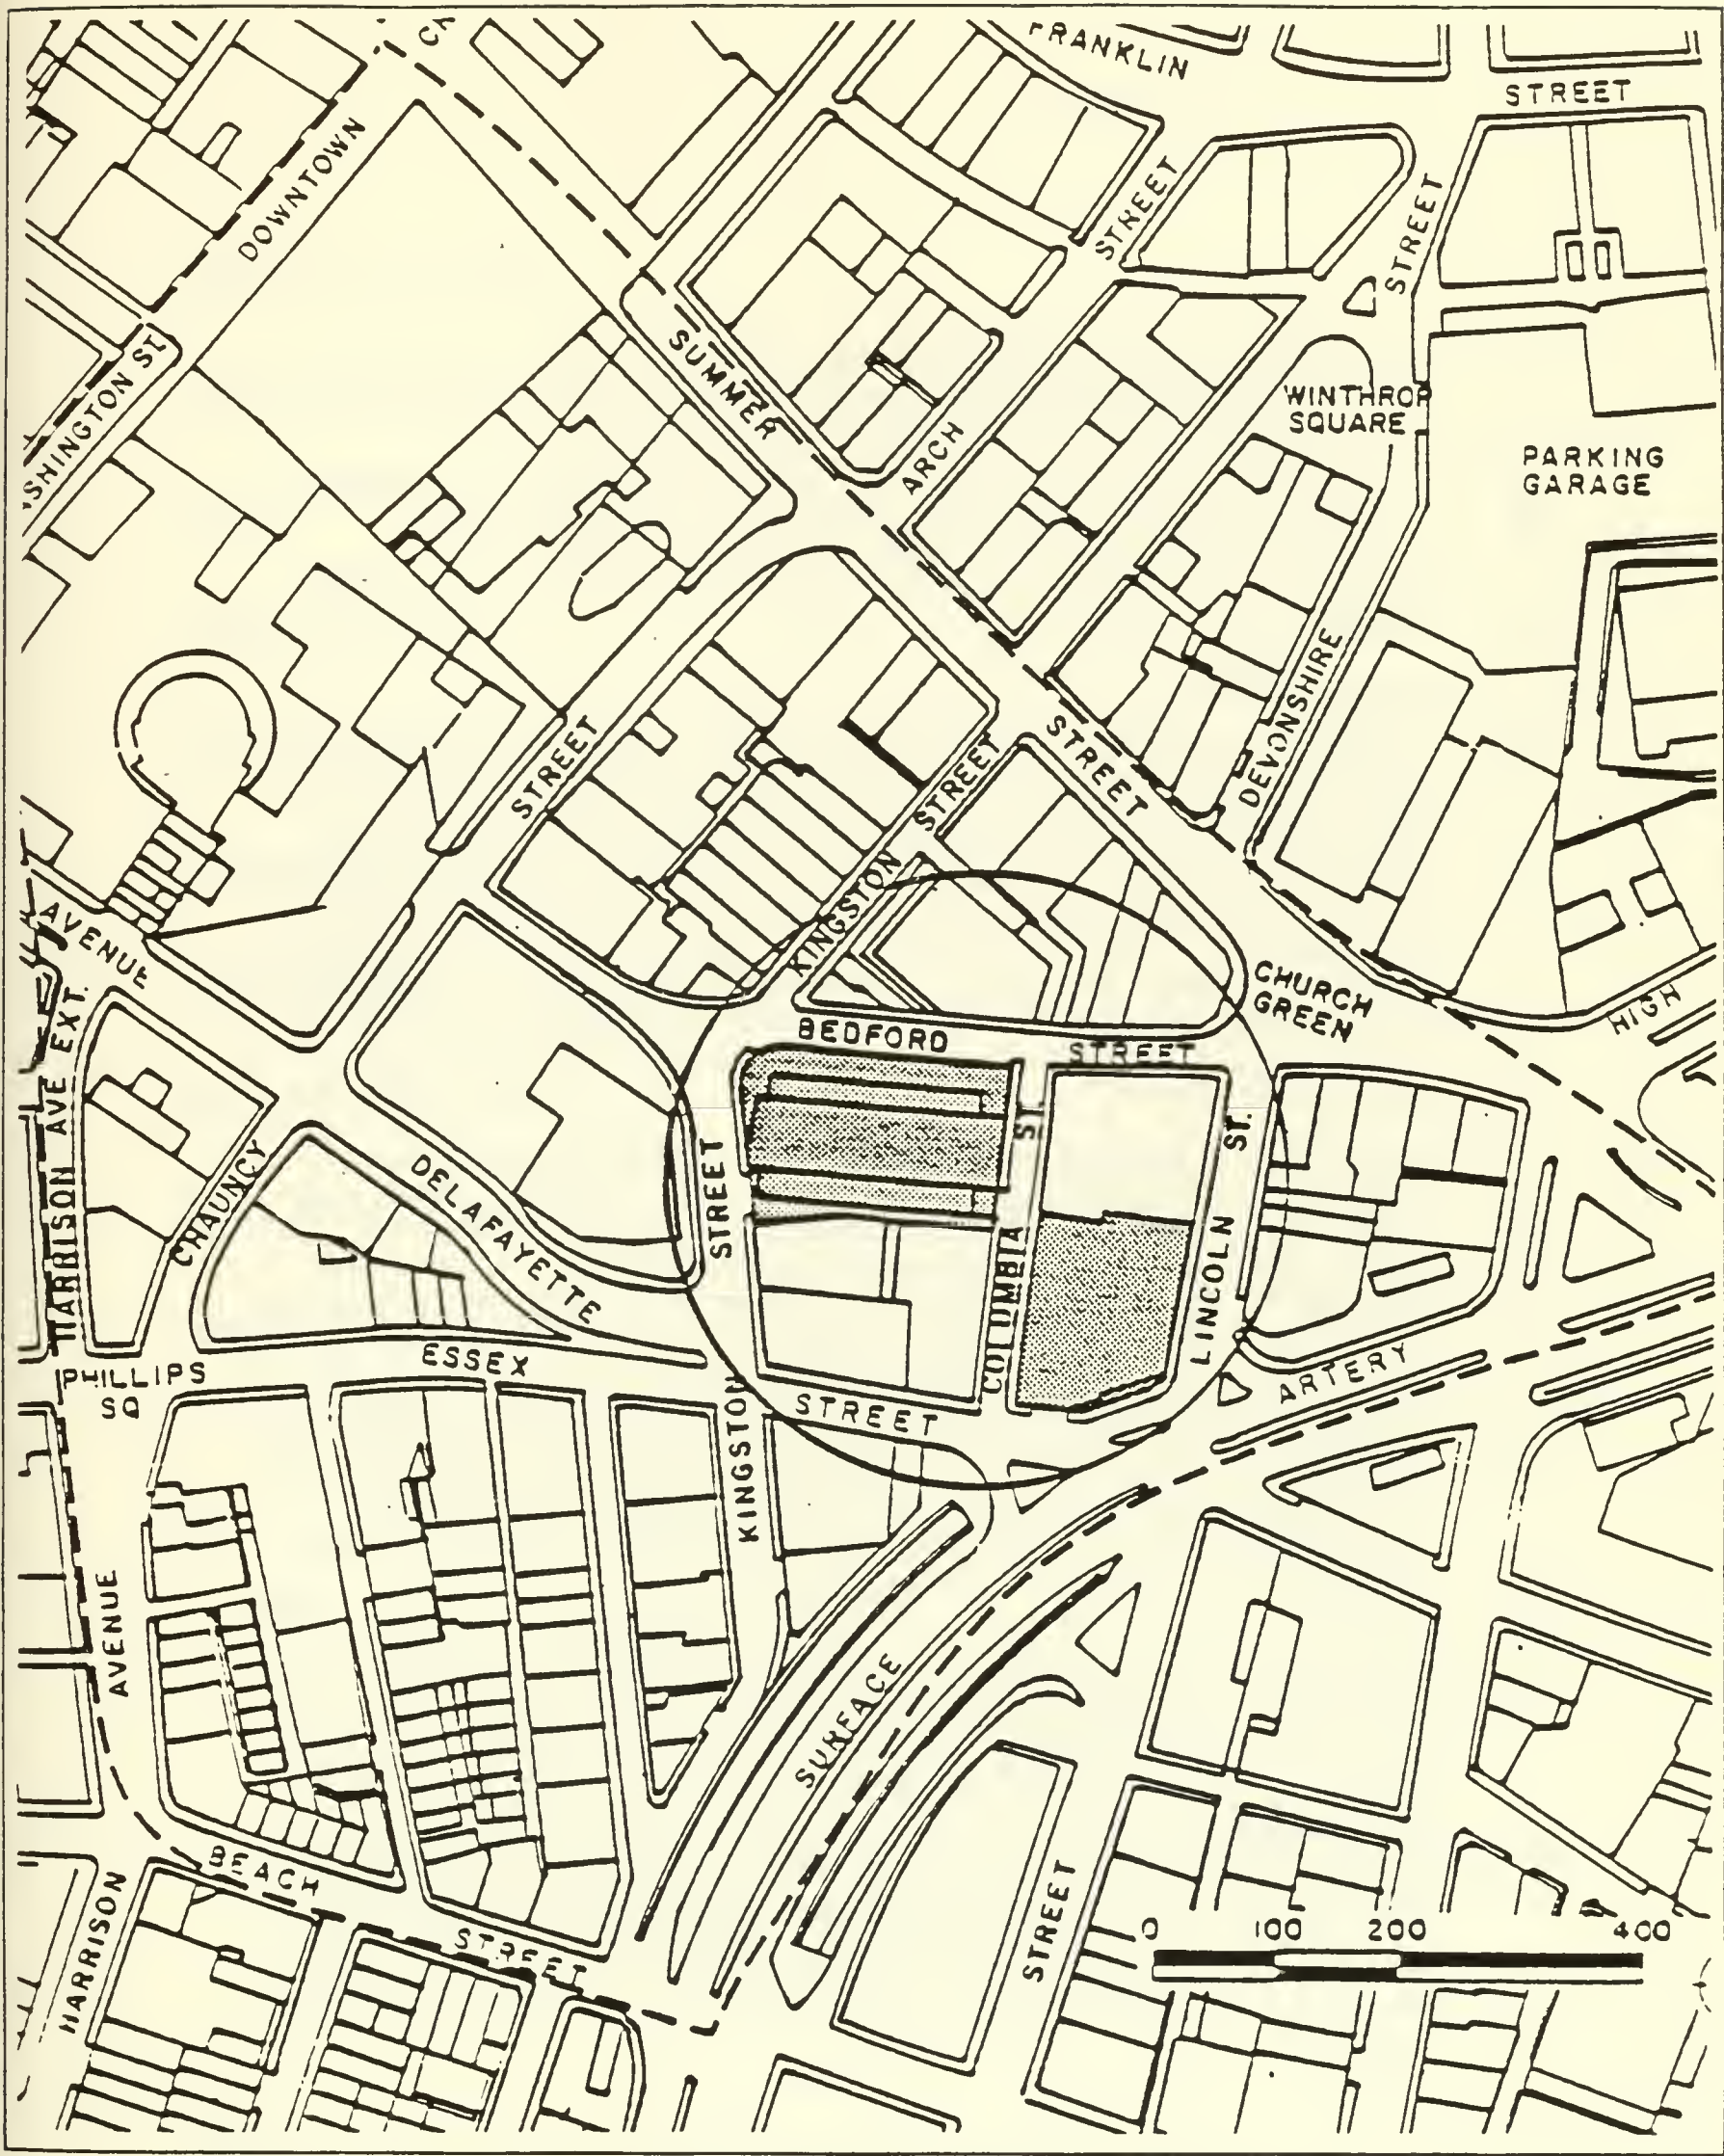 FRANKLIN
STREET
DOWNTOWN
STREET
STREET
SUMMER
WINTHROP
SQUARE
ARCH
PARKING
GARAGE
DEVONSHIRE
STREET
STREET
STREET
KINGSTON
AVENUE
CHURCH
GREEN
HIGH
BEDFORD
STREET
HARRISON AVE EXT.
CHAUNCY
DELAFAYETTE
STREET
ST.
ST.
COLUMBIA
LINCOLN
ESSEX
STREET
ARTERY
PHILLIPS
SQ
KINGSTON
AVENUE
SURFACE
BEACH
STREET
HARRISON
STREET
0 100 200 400